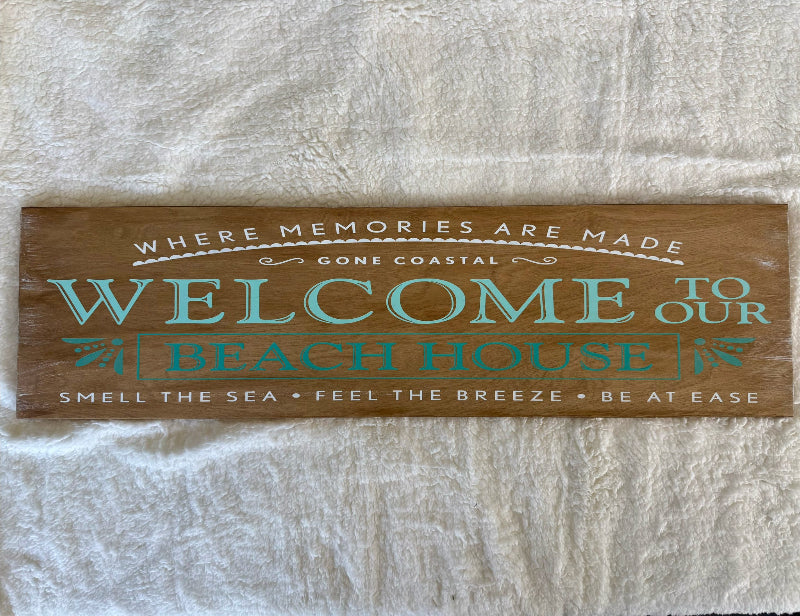 WHERE MEMORIES ARE MADE
GONE COASTAL
WELCOME TO OUR
BEACH HOUSE
SMELL THE SEA • FEEL THE BREEZE • BE AT EASE